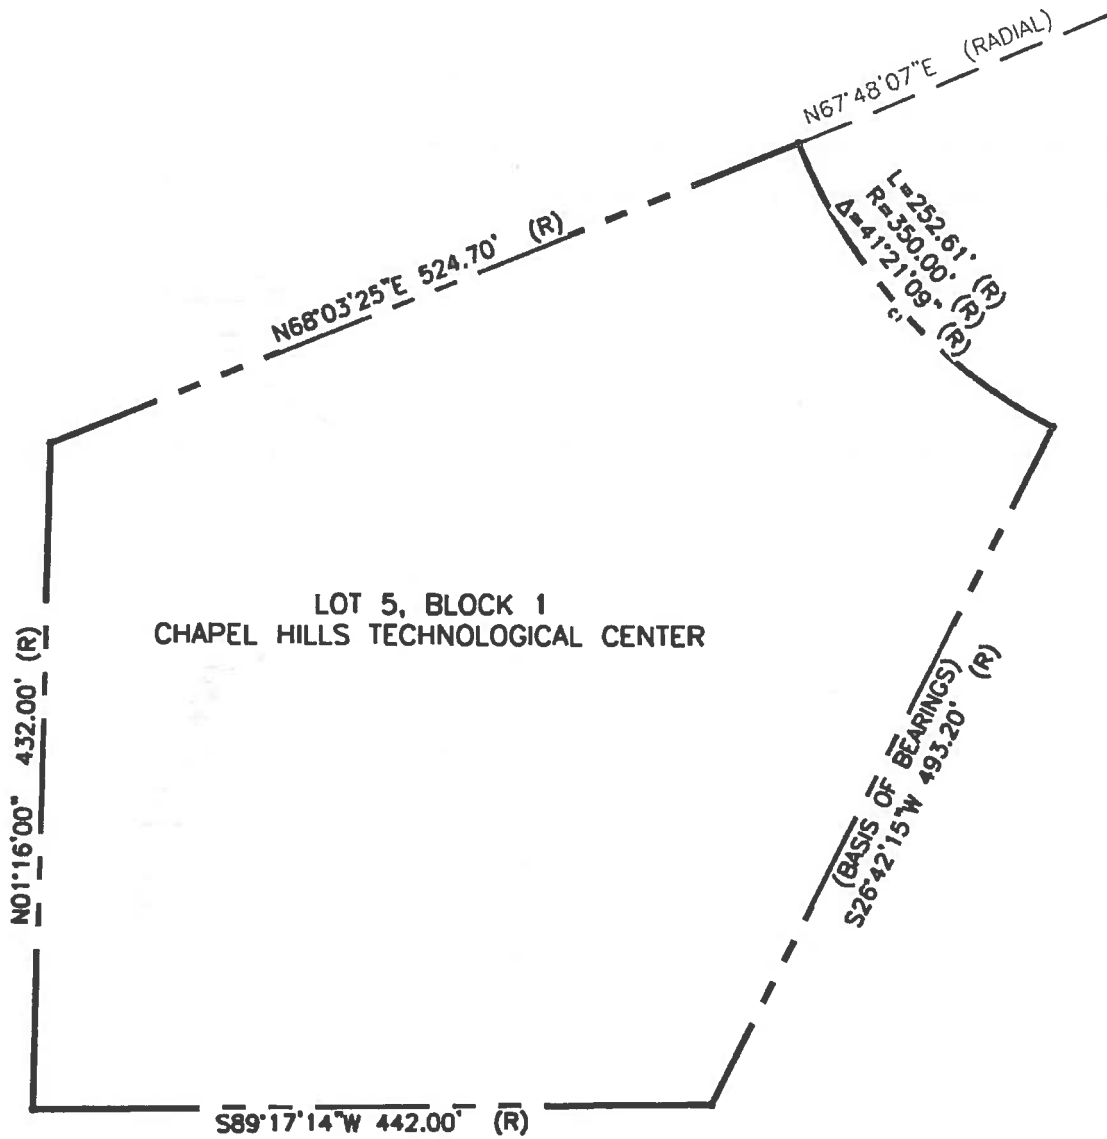 N67°48'07"E (RADIAL)
L=252.61' (R)
R=350.00' (R)
Δ=41°21'09" (R)
N68°03'25"E 524.70' (R)
LOT 5, BLOCK 1
CHAPEL HILLS TECHNOLOGICAL CENTER
N01°16'00" 432.00' (R)
(BASIS OF BEARINGS)
S26°42'15"W 493.20' (R)
S89°17'14"W 442.00' (R)